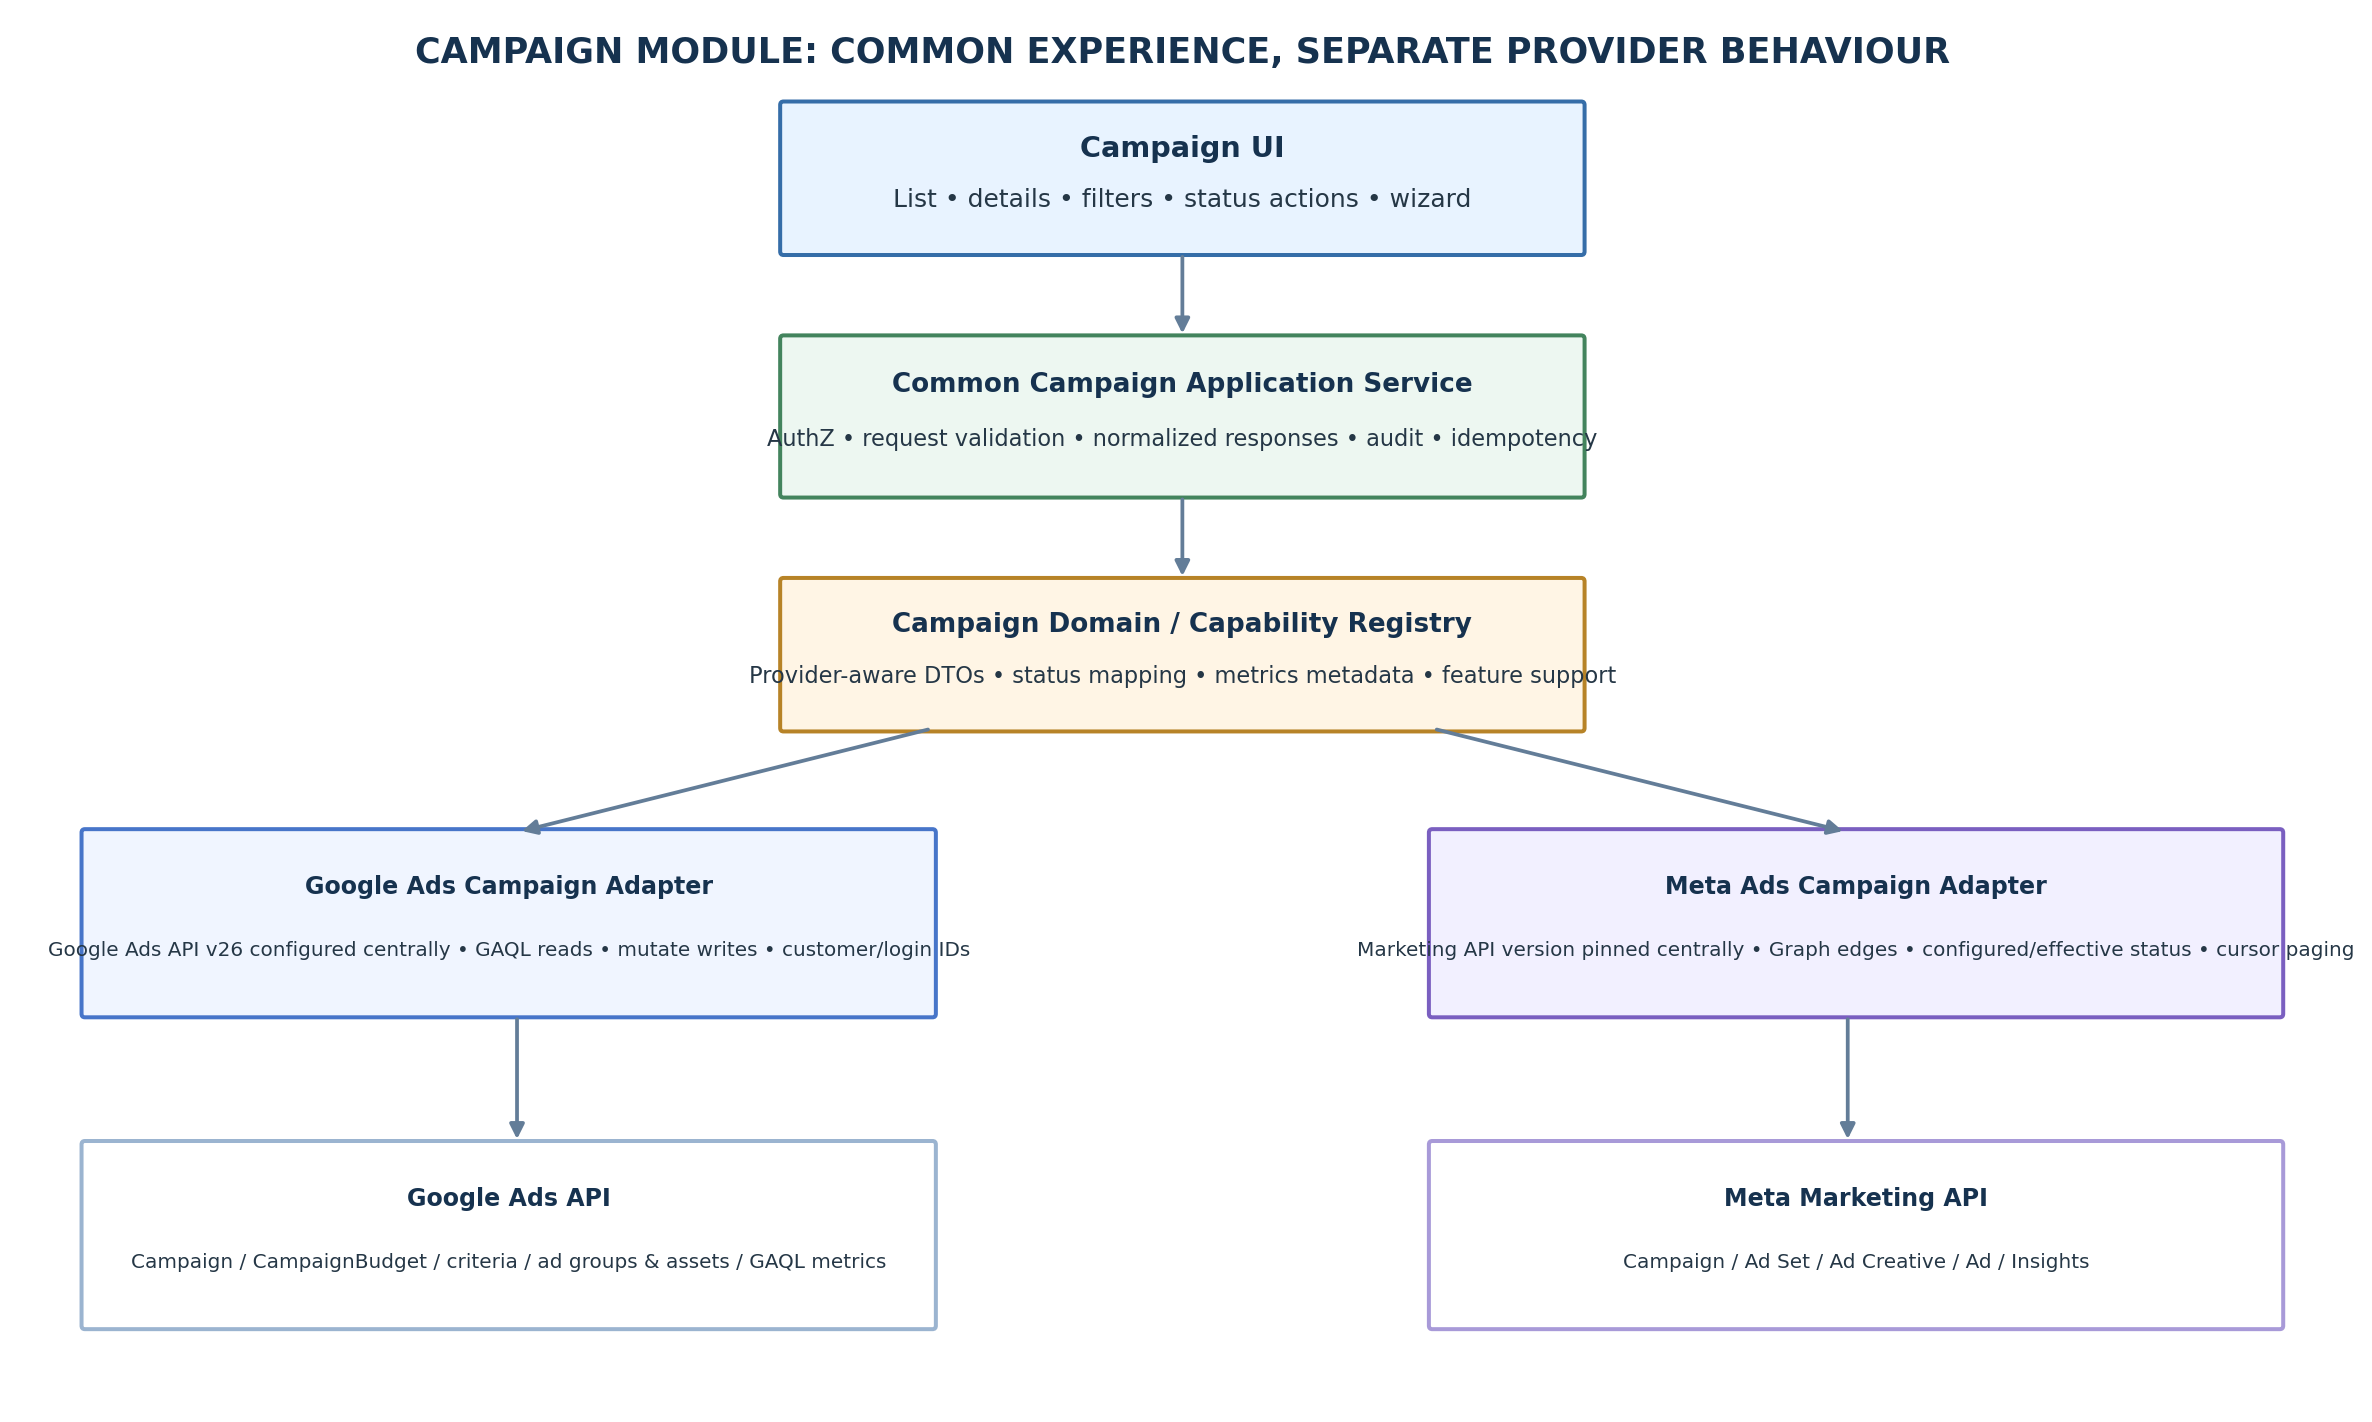 CAMPAIGN MODULE: COMMON EXPERIENCE, SEPARATE PROVIDER BEHAVIOUR
Campaign UI
List • details • filters • status actions • wizard
Common Campaign Application Service
AuthZ • request validation • normalized responses • audit • idempotency
Campaign Domain / Capability Registry
Provider-aware DTOs • status mapping • metrics metadata • feature support
Google Ads Campaign Adapter
Google Ads API v26 configured centrally • GAQL reads • mutate writes • customer/login IDs
Meta Ads Campaign Adapter
Marketing API version pinned centrally • Graph edges • configured/effective status • cursor paging
Google Ads API
Campaign / CampaignBudget / criteria / ad groups & assets / GAQL metrics
Meta Marketing API
Campaign / Ad Set / Ad Creative / Ad / Insights